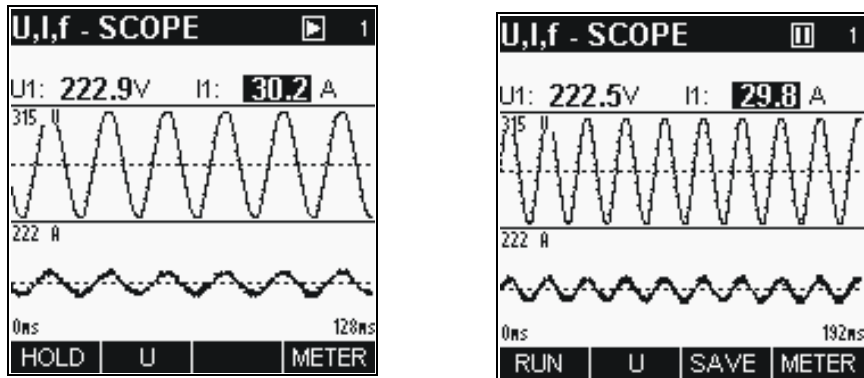 U,I,f - SCOPE 1
U1: 222.9V I1: 30.2 A
315 U
222 A
0ms 128ms
HOLD U METER
U,I,f - SCOPE 1
U1: 222.5V I1: 29.8 A
315 U
222 A
0ms 192ms
RUN U SAVE METER